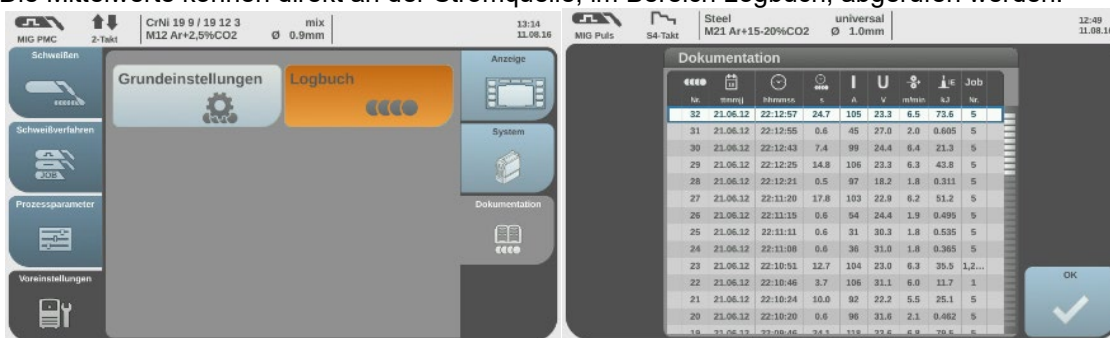 Die Mittelwerte können direkt an der Stromquelle, im Bereich Logbuch, abgerufen werden.
MIG PMC 2-Takt CrNi 19 9 / 19 12 3 mix 13:14
M12 Ar+2,5%CO2 Ø 0.9mm 11.08.16
Schweißen
Anzeige
Grundeinstellungen
Logbuch
Schweißverfahren
System
JOB
Prozessparameter
Dokumentation
Voreinstellungen
MIG Puls S4-Takt Steel universal 12:49
M21 Ar+15-20%CO2 Ø 1.0mm 11.08.16
Dokumentation
I U I/E Job
Nr. ttmmjj hhmmss s A V m/min kJ Nr.
32 21.06.12 22:12:57 24.7 105 23.3 6.5 73.6 5
31 21.06.12 22:12:55 0.6 45 27.0 2.0 0.605 5
30 21.06.12 22:12:43 7.4 99 24.4 6.4 21.3 5
29 21.06.12 22:12:25 14.8 106 23.3 6.3 43.8 5
28 21.06.12 22:12:21 0.5 97 18.2 1.8 0.311 5
27 21.06.12 22:11:20 17.8 103 22.9 6.2 51.2 5
26 21.06.12 22:11:15 0.6 54 24.4 1.9 0.495 5
25 21.06.12 22:11:11 0.6 31 30.3 1.8 0.535 5
24 21.06.12 22:11:08 0.6 36 31.0 1.8 0.365 5
23 21.06.12 22:10:51 12.7 104 23.0 6.3 35.5 1,2...
22 21.06.12 22:10:46 3.7 106 31.1 6.0 11.7 1
21 21.06.12 22:10:24 10.0 92 22.2 5.5 25.1 5
20 21.06.12 22:10:20 0.6 96 31.6 2.1 0.462 5
OK